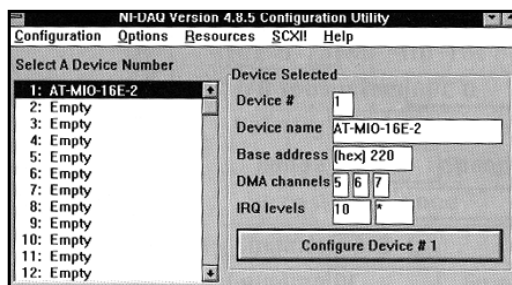 NI-DAQ Version 4.8.5 Configuration Utility
Configuration Options Resources SCXI! Help
Select A Device Number
1: AT-MIO-16E-2
2: Empty
3: Empty
4: Empty
5: Empty
6: Empty
7: Empty
8: Empty
9: Empty
10: Empty
11: Empty
12: Empty
Device Selected
Device # 1
Device name AT-MIO-16E-2
Base address (hex) 220
DMA channels 5 6 7
IRQ levels 10 *
Configure Device # 1